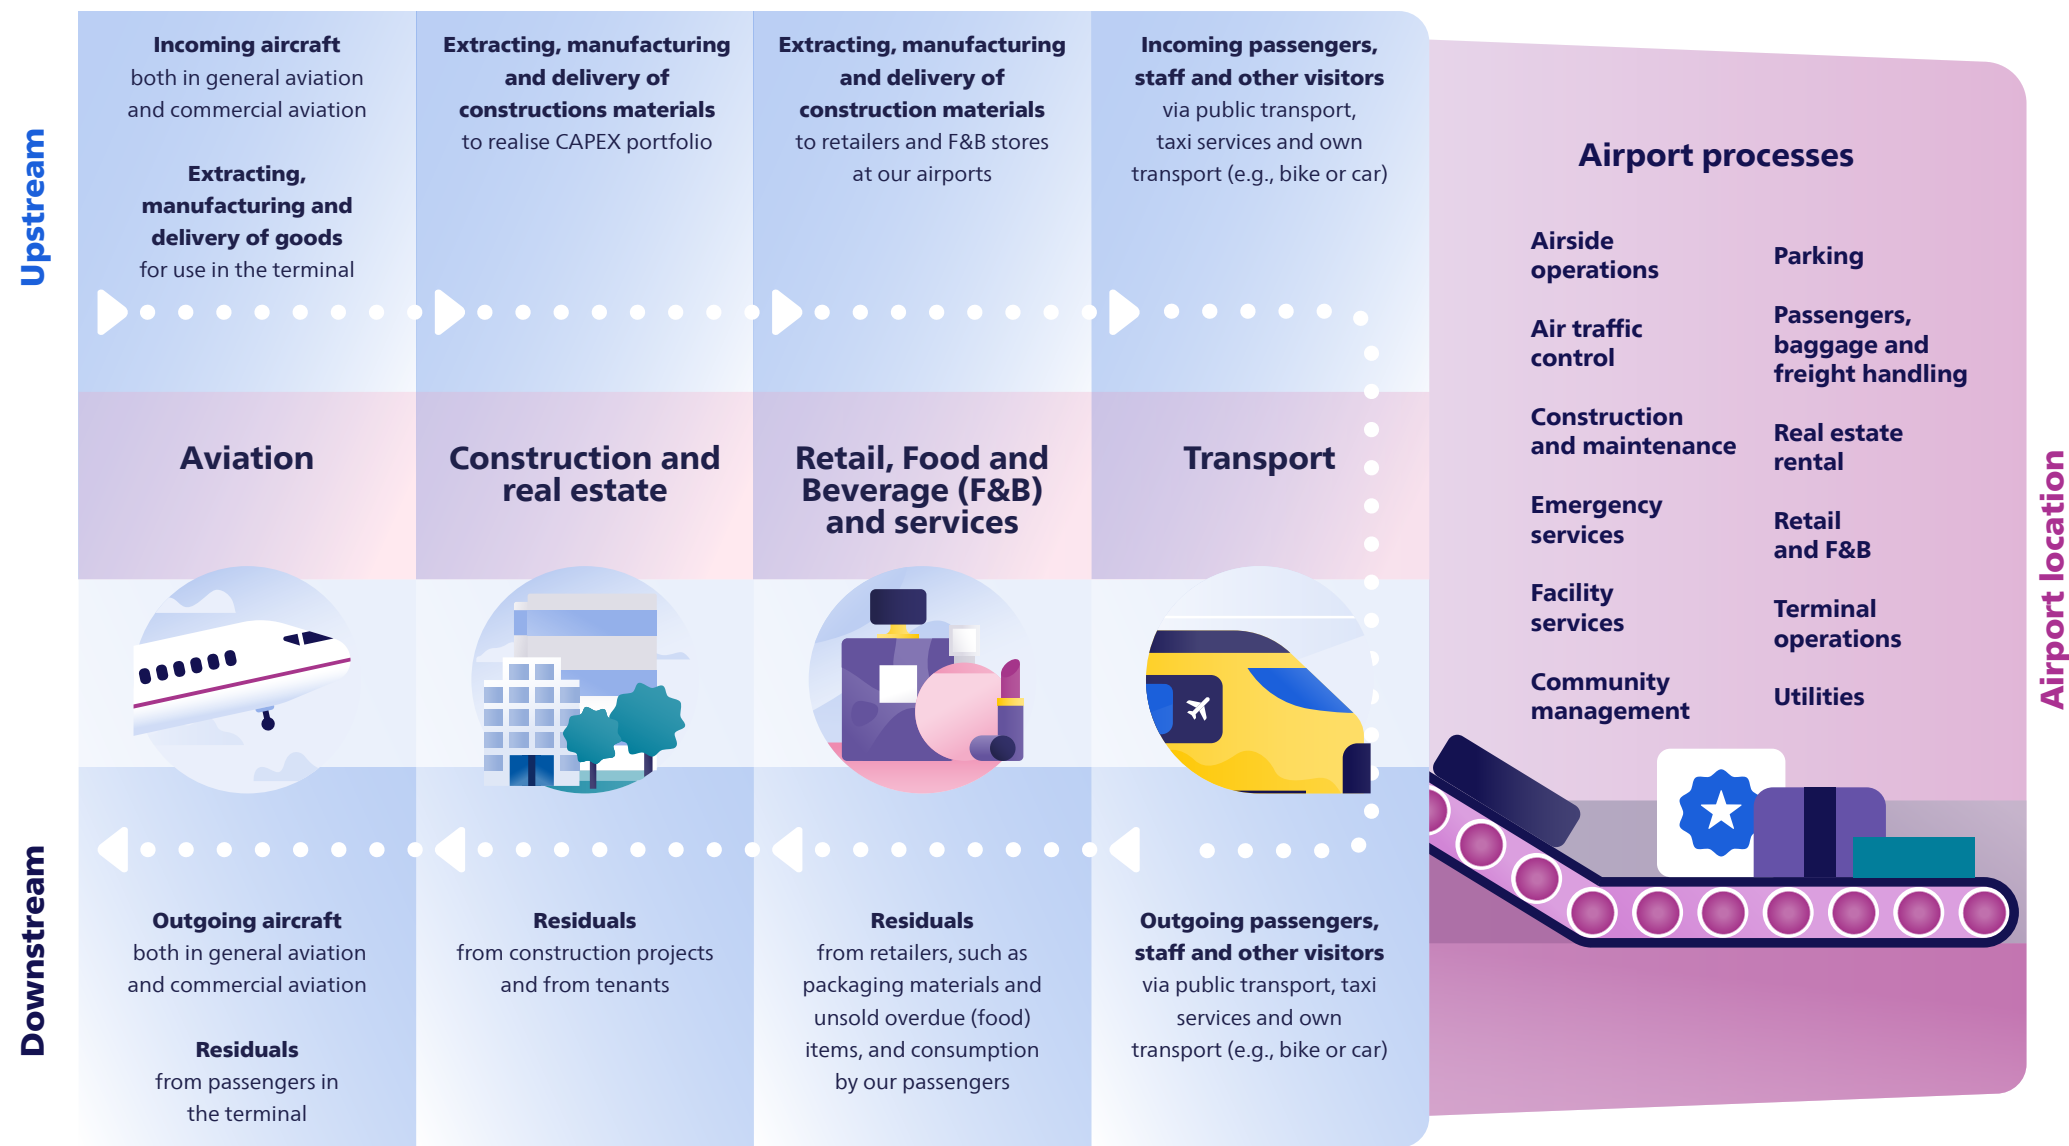 Upstream
Incoming aircraft
both in general aviation
and commercial aviation
Extracting,
manufacturing and
delivery of goods
for use in the terminal
Extracting, manufacturing
and delivery of
constructions materials
to realise CAPEX portfolio
Extracting, manufacturing
and delivery of
construction materials
to retailers and F&B stores
at our airports
Incoming passengers,
staff and other visitors
via public transport,
taxi services and own
transport (e.g., bike or car)
Aviation
Construction and
real estate
Retail, Food and
Beverage (F&B)
and services
Transport
Downstream
Outgoing aircraft
both in general aviation
and commercial aviation
Residuals
from passengers in
the terminal
Residuals
from construction projects
and from tenants
Residuals
from retailers, such as
packaging materials and
unsold overdue (food)
items, and consumption
by our passengers
Outgoing passengers,
staff and other visitors
via public transport, taxi
services and own
transport (e.g., bike or car)
Airport processes
Airside
operations
Air traffic
control
Construction
and maintenance
Emergency
services
Facility
services
Community
management
Parking
Passengers,
baggage and
freight handling
Real estate
rental
Retail
and F&B
Terminal
operations
Utilities
Airport location